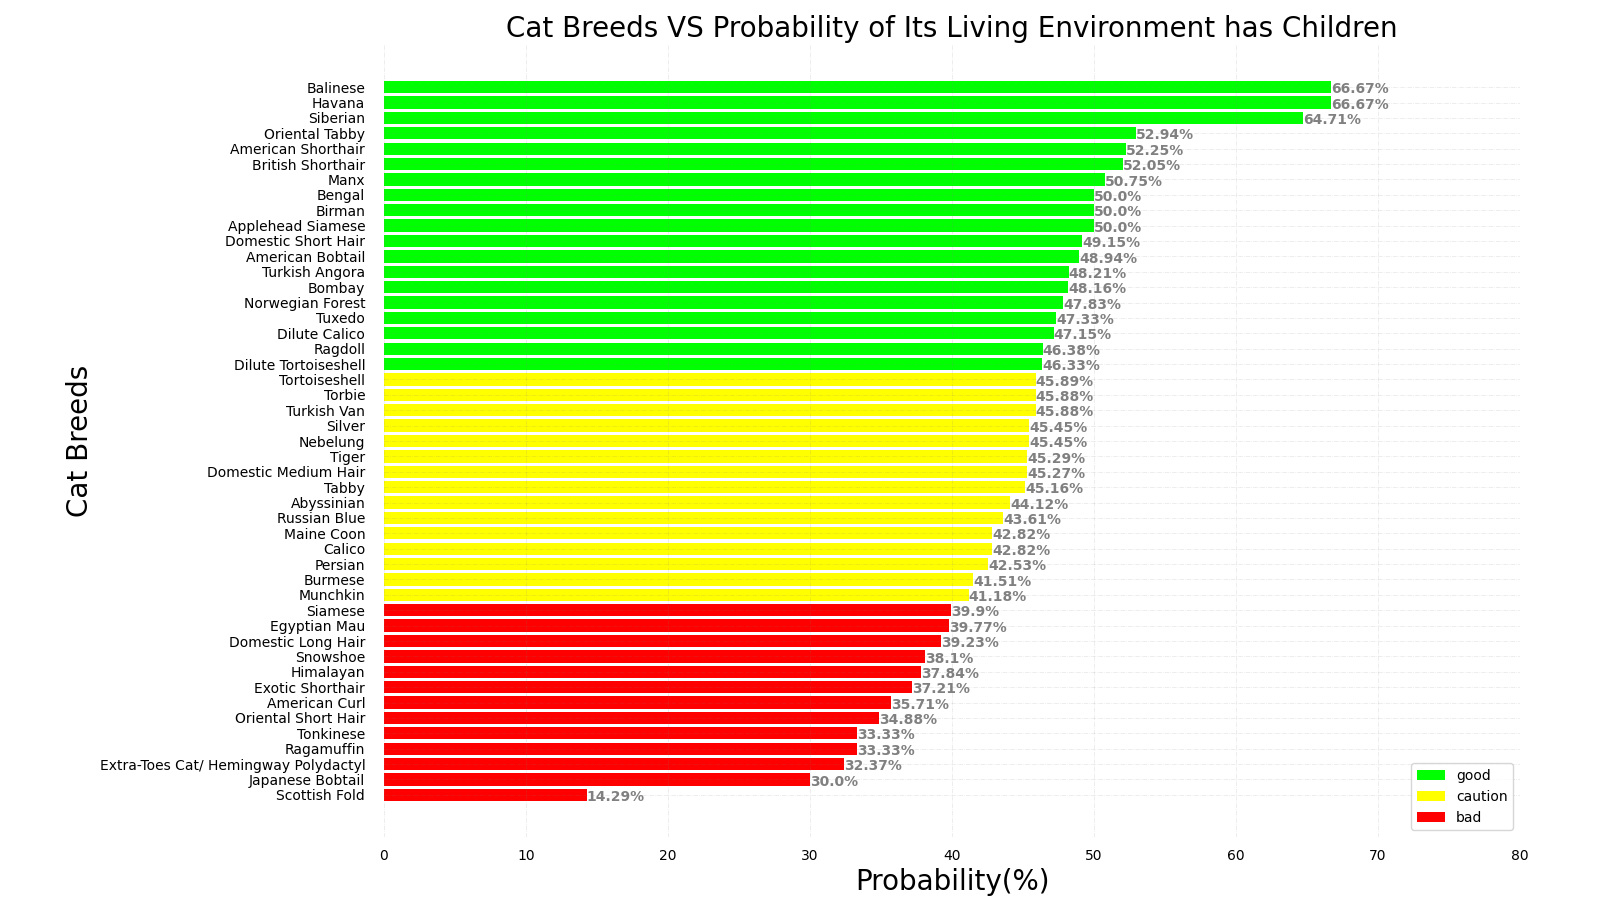 Cat Breeds VS Probability of Its Living Environment has Children
Cat Breeds
Balinese 66.67%
Havana 66.67%
Siberian 64.71%
Oriental Tabby 52.94%
American Shorthair 52.25%
British Shorthair 52.05%
Manx 50.75%
Bengal 50.0%
Birman 50.0%
Applehead Siamese 50.0%
Domestic Short Hair 49.15%
American Bobtail 48.94%
Turkish Angora 48.21%
Bombay 48.16%
Norwegian Forest 47.83%
Tuxedo 47.33%
Dilute Calico 47.15%
Ragdoll 46.38%
Dilute Tortoiseshell 46.33%
Tortoiseshell 45.89%
Torbie 45.88%
Turkish Van 45.88%
Silver 45.45%
Nebelung 45.45%
Tiger 45.29%
Domestic Medium Hair 45.27%
Tabby 45.16%
Abyssinian 44.12%
Russian Blue 43.61%
Maine Coon 42.82%
Calico 42.82%
Persian 42.53%
Burmese 41.51%
Munchkin 41.18%
Siamese 39.9%
Egyptian Mau 39.77%
Domestic Long Hair 39.23%
Snowshoe 38.1%
Himalayan 37.84%
Exotic Shorthair 37.21%
American Curl 35.71%
Oriental Short Hair 34.88%
Tonkinese 33.33%
Ragamuffin 33.33%
Extra-Toes Cat/ Hemingway Polydactyl 32.37%
Japanese Bobtail 30.0%
Scottish Fold 14.29%
good
caution
bad
0 10 20 30 40 50 60 70 80
Probability(%)